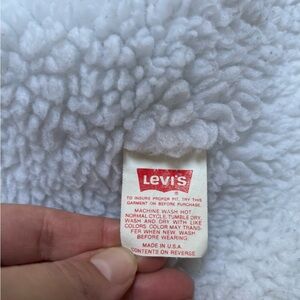 LEVI'S
TO INSURE PROPER FIT, TRY THIS
GARMENT ON BEFORE PURCHASE.
MACHINE WASH HOT
NORMAL CYCLE, TUMBLE DRY,
WASH AND DRY WITH LIKE
COLORS. COLOR MAY TRANS-
FER WHEN NEW. WASH
BEFORE WEARING.
MADE IN U.S.A.
CONTENTS ON REVERSE